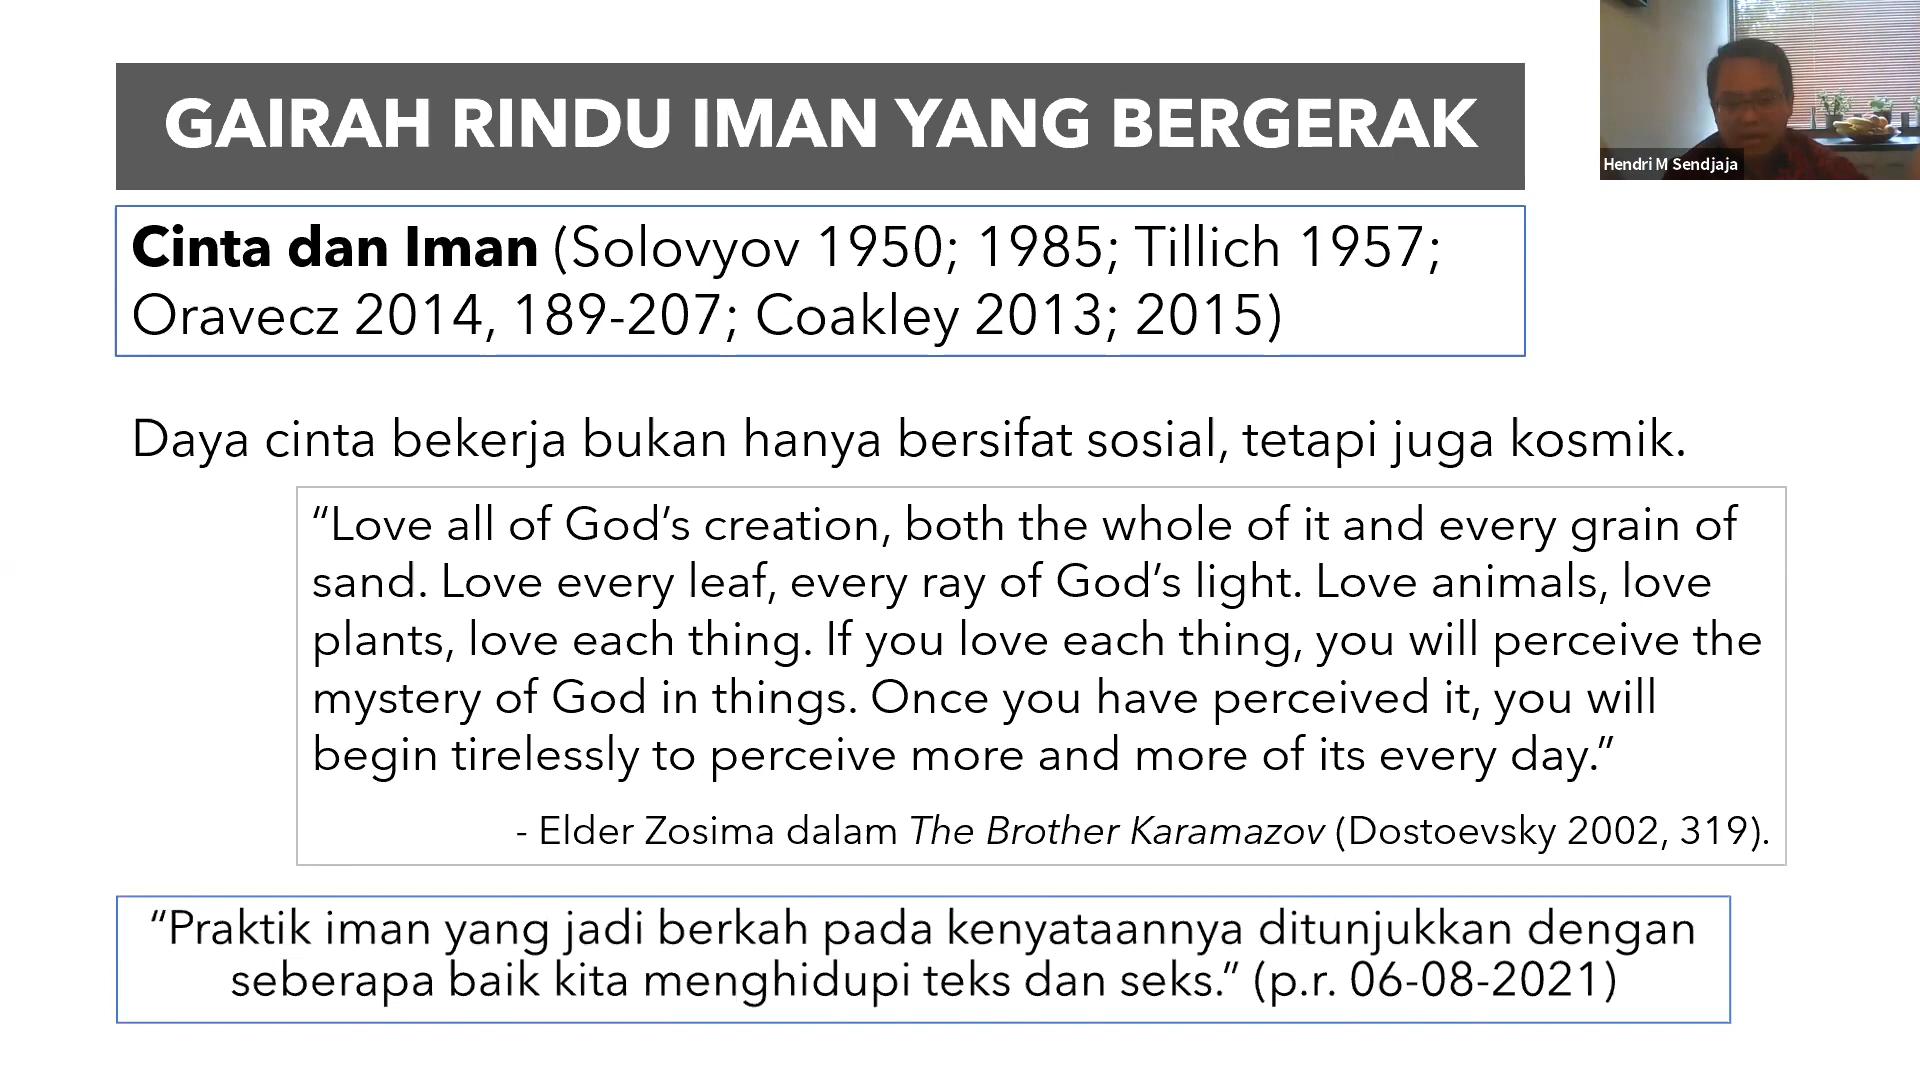 GAIRAH RINDU IMAN YANG BERGERAK
Hendri M Sendjaja
Cinta dan Iman (Solovyov 1950; 1985; Tillich 1957;
Oravecz 2014, 189-207; Coakley 2013; 2015)
Daya cinta bekerja bukan hanya bersifat sosial, tetapi juga kosmik.
“Love all of God’s creation, both the whole of it and every grain of
sand. Love every leaf, every ray of God’s light. Love animals, love
plants, love each thing. If you love each thing, you will perceive the
mystery of God in things. Once you have perceived it, you will
begin tirelessly to perceive more and more of its every day.”
- Elder Zosima dalam The Brother Karamazov (Dostoevsky 2002, 319).
“Praktik iman yang jadi berkah pada kenyataannya ditunjukkan dengan
seberapa baik kita menghidupi teks dan seks.” (p.r. 06-08-2021)